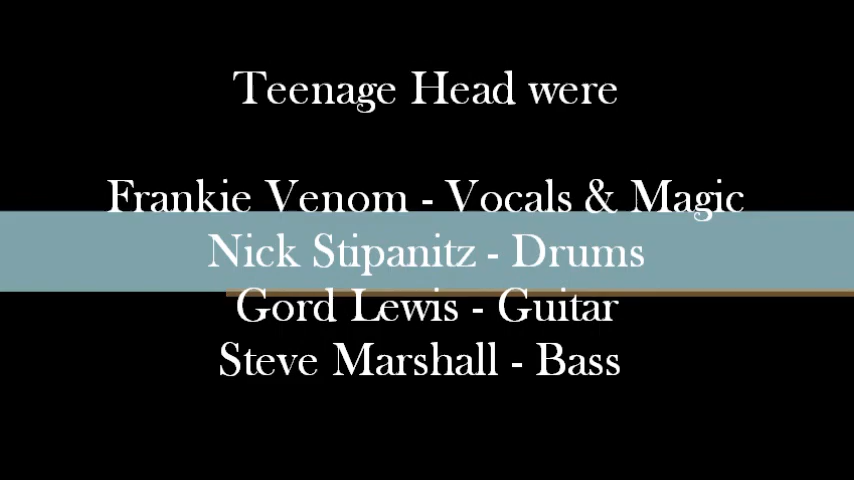 Teenage Head were
Frankie Venom - Vocals & Magic
Nick Stipanitz - Drums
Gord Lewis - Guitar
Steve Marshall - Bass